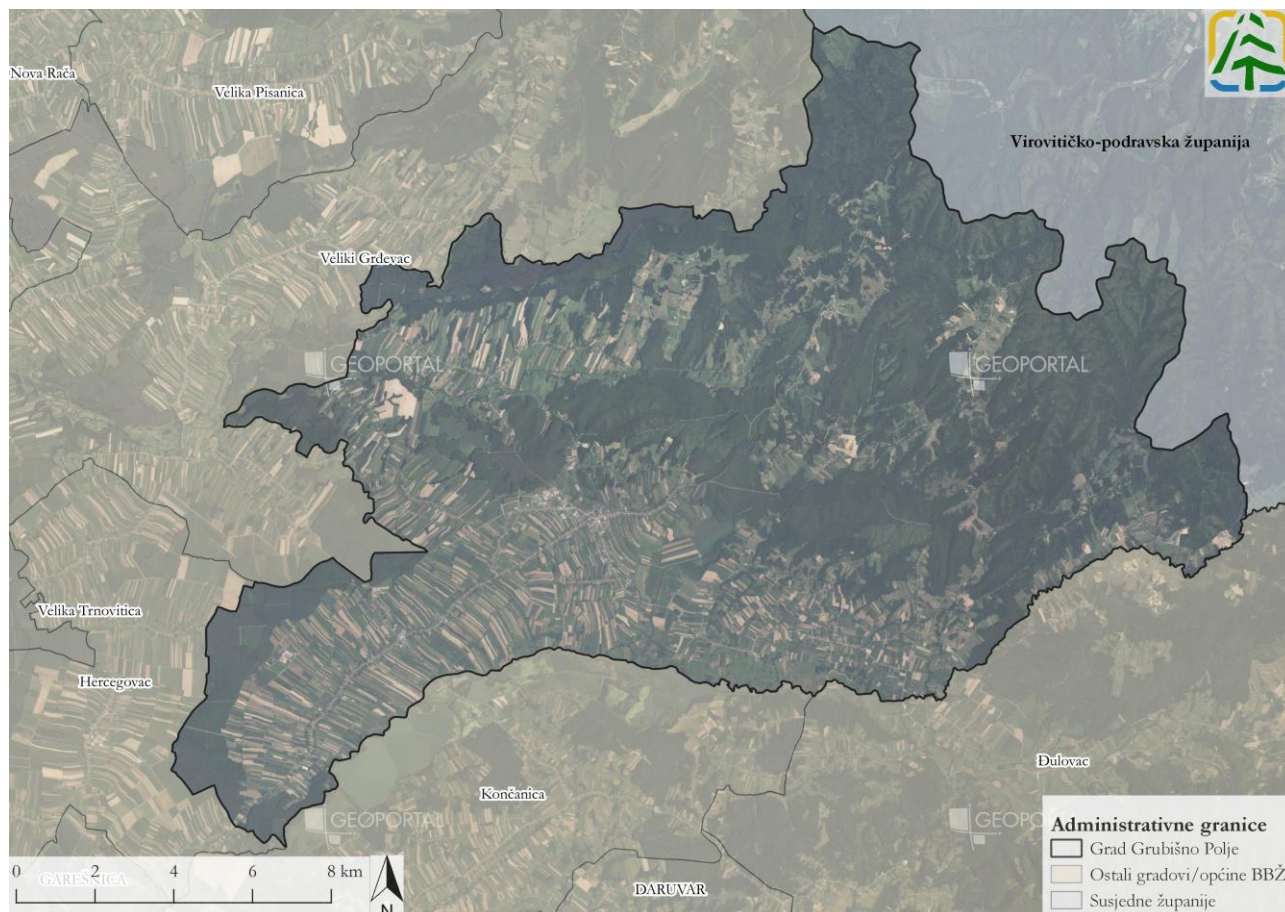 Nova Rača
Velika Pisanica
Virovitičko-podravska županija
Veliki Grđevac
GEOPORTAL
GEOPORTAL
Velika Trnovitica
Hercegovac
Đulovac
Končanica
GEOPORTAL
GEOPORTAL
Administrativne granice
Grad Grubišno Polje
Ostali gradovi/općine BBŽ
Susjedne županije
0 2 4 6 8 km
GAREŠNICA
N
DARUVAR